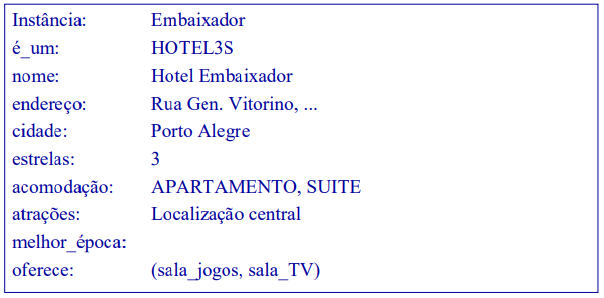 Instância: Embaixador
é_um: HOTEL3S
nome: Hotel Embaixador
endereço: Rua Gen. Vitorino, ...
cidade: Porto Alegre
estrelas: 3
acomodação: APARTAMENTO, SUITE
atrações: Localização central
melhor_época:
oferece: (sala_jogos, sala_TV)